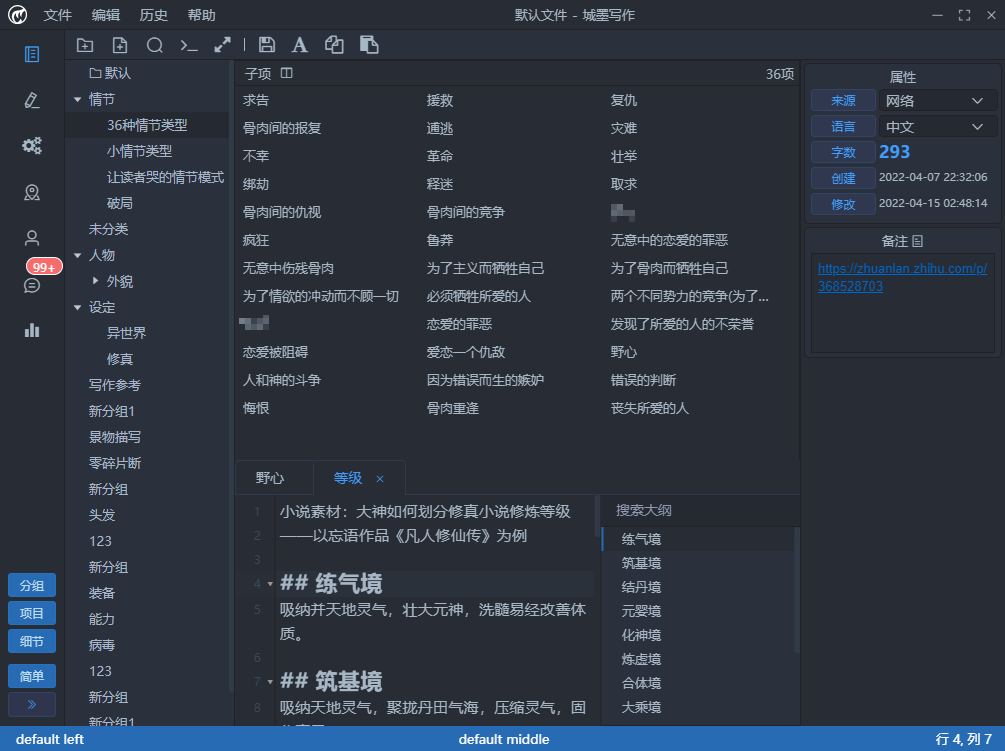 文件 编辑 历史 帮助
默认文件 - 城墨写作
默认
情节
36种情节类型
小情节类型
让读者哭的情节模式
破局
未分类
人物
外貌
设定
异世界
修真
写作参考
新分组1
景物描写
零碎片断
新分组
头发
123
新分组
装备
能力
病毒
123
新分组
新分组1
99+
分组
项目
细节
简单
子项 36项
求告 援救 复仇
骨肉间的报复 逋逃 灾难
不幸 革命 壮举
绑劫 释迷 取求
骨肉间的仇视 骨肉间的竞争
疯狂 鲁莽 无意中的恋爱的罪恶
无意中伤残骨肉 为了主义而牺牲自己 为了骨肉而牺牲自己
为了情欲的冲动而不顾一切 必须牺牲所爱的人 两个不同势力的竞争(为了...
恋爱的罪恶 发现了所爱的人的不荣誉
恋爱被阻碍 爱恋一个仇敌 野心
人和神的斗争 因为错误而生的嫉妒 错误的判断
悔恨 骨肉重逢 丧失所爱的人
野心 等级 ×
1 小说素材：大神如何划分修真小说修炼等级
2 ——以忘语作品《凡人修仙传》为例
3
4 ## 练气境
5 吸纳并天地灵气，壮大元神，洗髓易经改善体
质。
6
7 ## 筑基境
8 吸纳天地灵气，聚拢丹田气海，压缩灵气，固
搜索大纲
练气境
筑基境
结丹境
元婴境
化神境
炼虚境
合体境
大乘境
属性
来源 网络
语言 中文
字数 293
创建 2022-04-07 22:32:06
修改 2022-04-15 02:48:14
备注
https://zhuanlan.zhihu.com/p/
368528703
default left default middle 行 4, 列 7